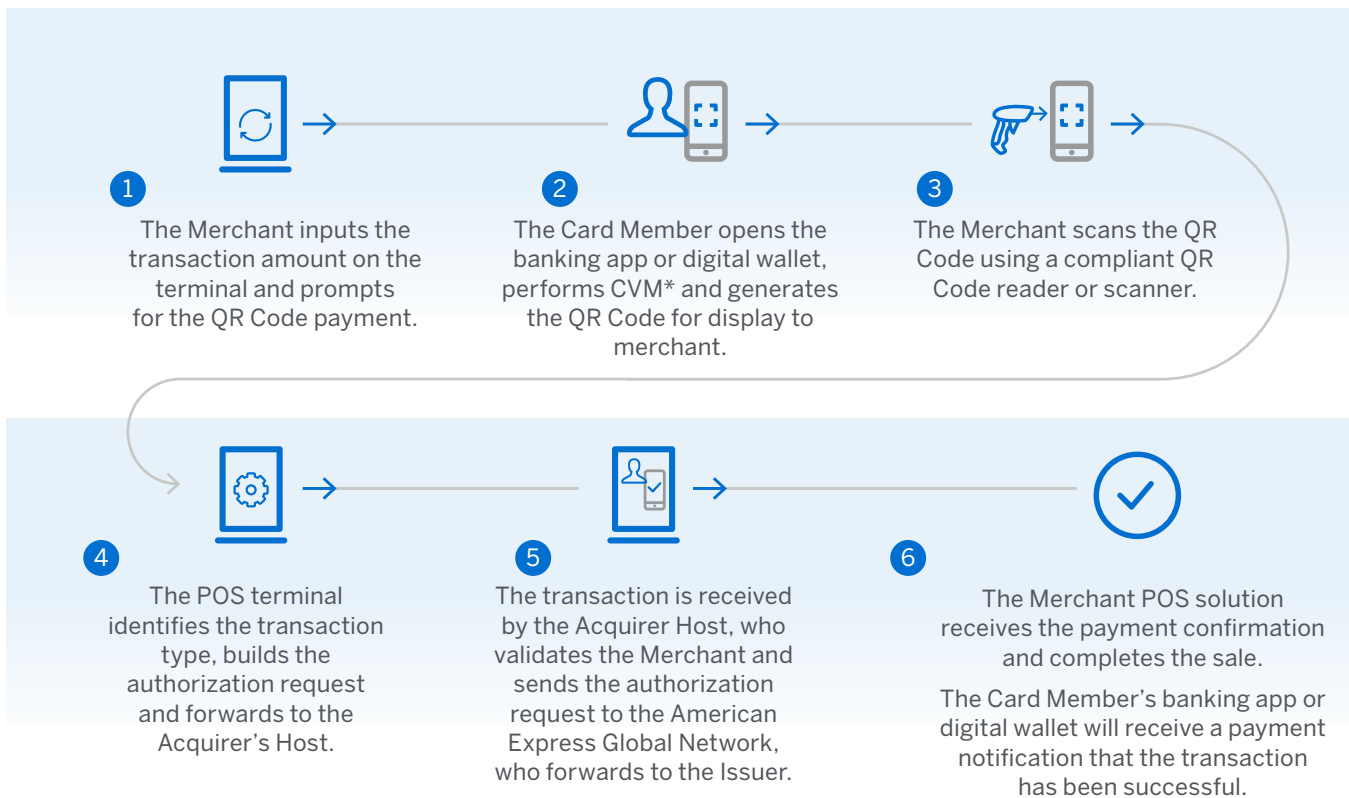 1
The Merchant inputs the
transaction amount on the
terminal and prompts
for the QR Code payment.
2
The Card Member opens the
banking app or digital wallet,
performs CVM* and generates
the QR Code for display to
merchant.
3
The Merchant scans the QR
Code using a compliant QR
Code reader or scanner.
4
The POS terminal
identifies the transaction
type, builds the
authorization request
and forwards to the
Acquirer's Host.
5
The transaction is received
by the Acquirer Host, who
validates the Merchant and
sends the authorization
request to the American
Express Global Network,
who forwards to the Issuer.
6
The Merchant POS solution
receives the payment confirmation
and completes the sale.
The Card Member's banking app or
digital wallet will receive a payment
notification that the transaction
has been successful.